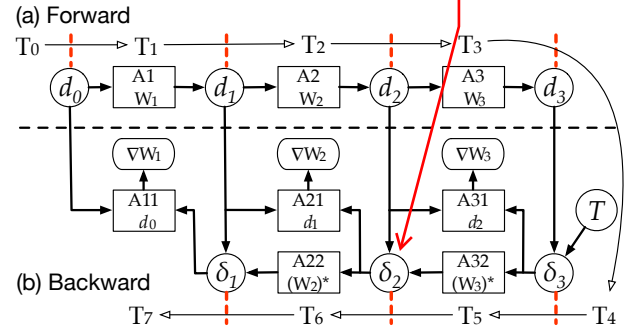 (a) Forward
T₀ T₁ T₂ T₃
d₀ A1 d₁ A2 d₂ A3 d₃
W₁ W₂ W₃
∇W₁ ∇W₂ ∇W₃
A11 A21 A31 T
d₀ d₁ d₂
δ₁ A22 δ₂ A32 δ₃
(W₂)* (W₃)*
(b) Backward
T₇ T₆ T₅ T₄